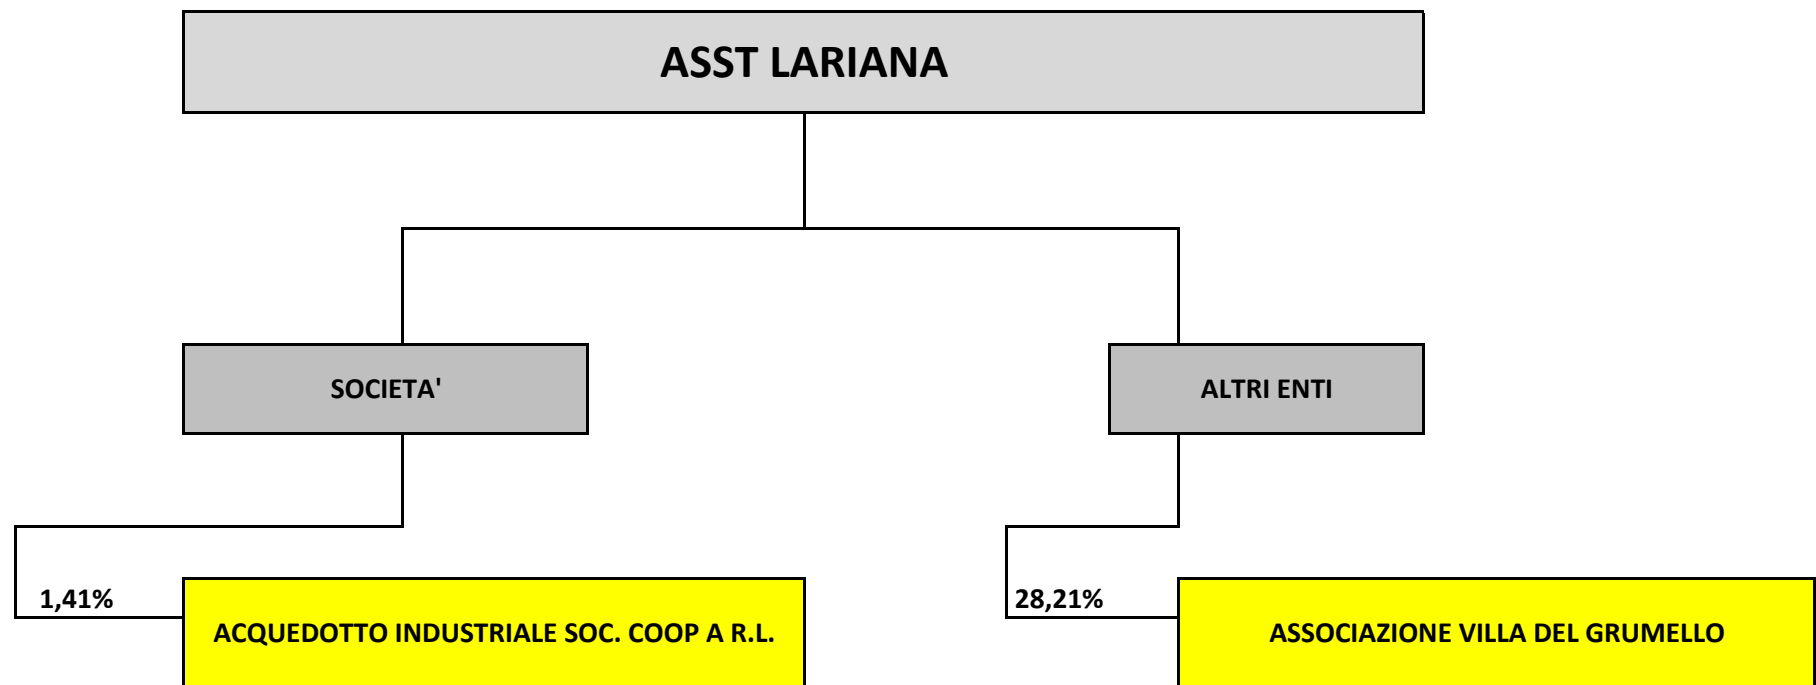 ASST LARIANA
SOCIETA'
ALTRI ENTI
1,41%
28,21%
ACQUEDOTTO INDUSTRIALE SOC. COOP A R.L.
ASSOCIAZIONE VILLA DEL GRUMELLO